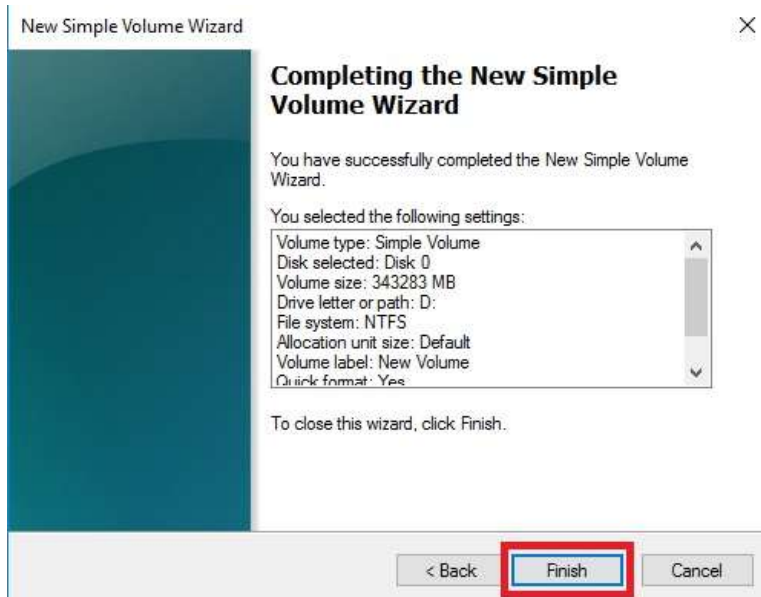 New Simple Volume Wizard
Completing the New Simple
Volume Wizard
You have successfully completed the New Simple Volume
Wizard.
You selected the following settings:
Volume type: Simple Volume
Disk selected: Disk 0
Volume size: 343283 MB
Drive letter or path: D:
File system: NTFS
Allocation unit size: Default
Volume label: New Volume
Quick format: Yes
To close this wizard, click Finish.
< Back Finish Cancel